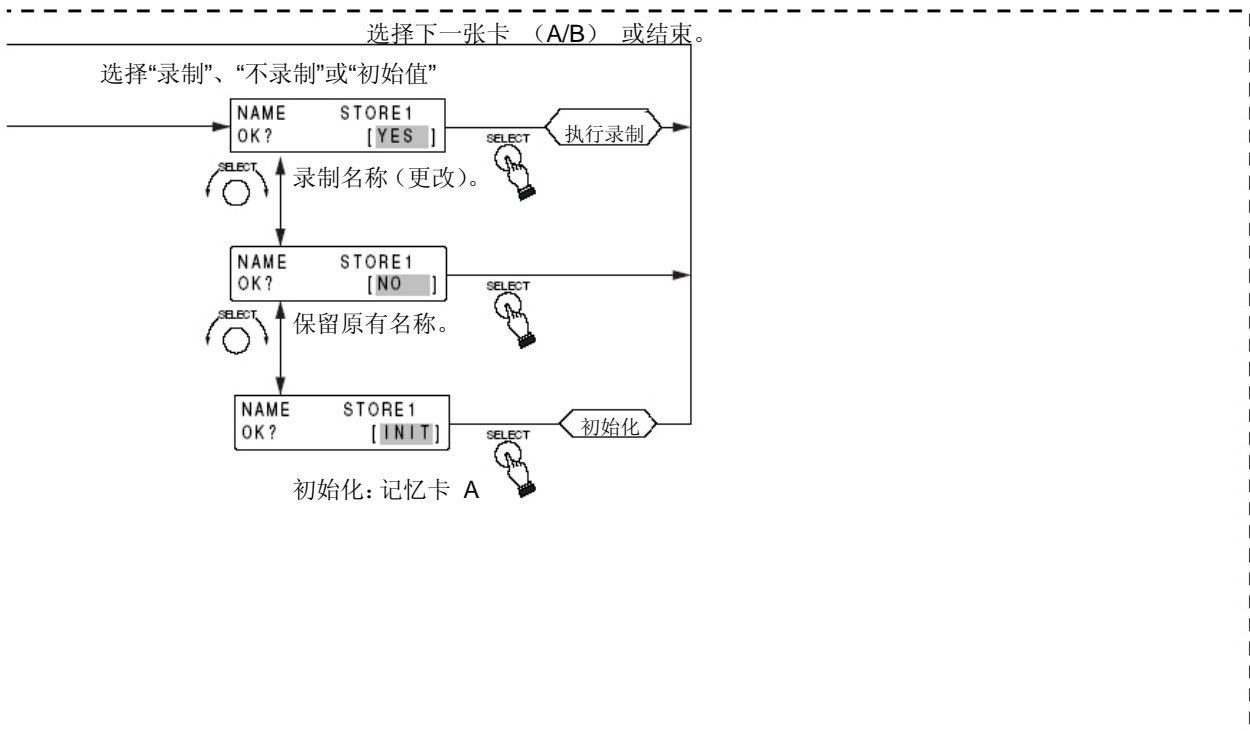 选择下一张卡 （A/B） 或结束。
选择“录制”、“不录制”或“初始值”
NAME STORE1
OK? [YES ]
SELECT
执行录制
SELECT
录制名称（更改）。
NAME STORE1
OK? [NO ]
SELECT
SELECT
保留原有名称。
NAME STORE1
OK? [INIT]
SELECT
初始化
初始化：记忆卡 A